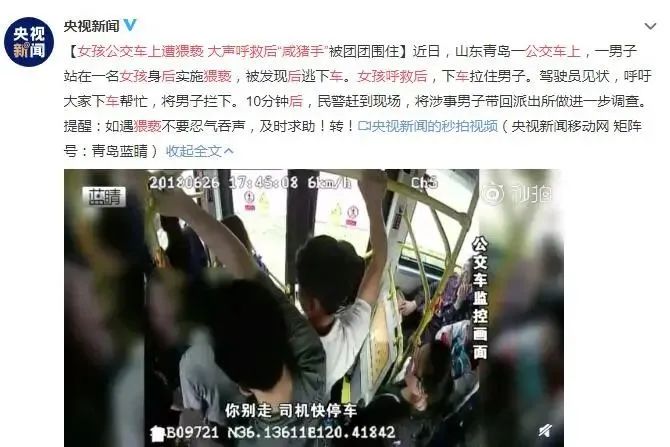 央视新闻
央视新闻
【女孩公交车上遭猥亵 大声呼救后“咸猪手”被团团围住】近日，山东青岛一公交车上，一男子
站在一名女孩身后实施猥亵，被发现后逃下车。女孩呼救后，下车拉住男子。驾驶员见状，呼吁
大家下车帮忙，将男子拦下。10分钟后，民警赶到现场，将涉事男子带回派出所做进一步调查。
提醒：如遇猥亵不要忍气吞声，及时求助！转！央视新闻的秒拍视频（央视新闻移动网 矩阵
号：青岛蓝睛）收起全文
蓝睛
20180626 17:45:08 6km/h
CH5
秒拍
公交车监控画面
你别走 司机快停车
B09721 N36.13611E120.41842